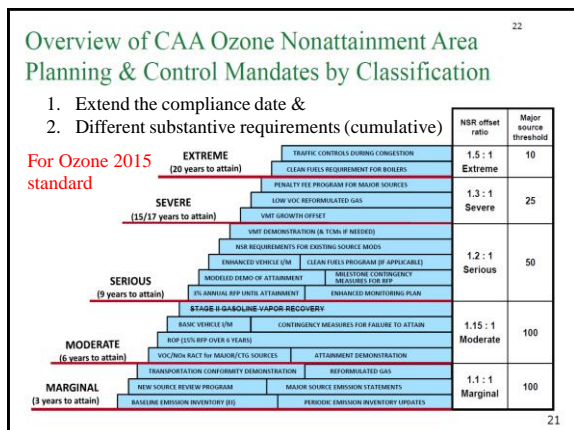 22
Overview of CAA Ozone Nonattainment Area
Planning & Control Mandates by Classification
1. Extend the compliance date &
2. Different substantive requirements (cumulative)
For Ozone 2015
standard
NSR offset
ratio
Major
source
threshold
EXTREME
(20 years to attain)
TRAFFIC CONTROLS DURING CONGESTION
CLEAN FUELS REQUIREMENT FOR BOILERS
1.5 : 1
Extreme
10
SEVERE
(15/17 years to attain)
PENALTY FEE PROGRAM FOR MAJOR SOURCES
LOW VOC REFORMULATED GAS
VMT GROWTH OFFSET
1.3 : 1
Severe
25
SERIOUS
(9 years to attain)
VMT DEMONSTRATION (& TCMs IF NEEDED)
NSR REQUIREMENTS FOR EXISTING SOURCE MODS
ENHANCED VEHICLE I/M
CLEAN FUELS PROGRAM (IF APPLICABLE)
MODELED DEMO OF ATTAINMENT
MILESTONE CONTINGENCY
MEASURES FOR RFP
3% ANNUAL RFP UNTIL ATTAINMENT
ENHANCED MONITORING PLAN
1.2 : 1
Serious
50
MODERATE
(6 years to attain)
STAGE II GASOLINE VAPOR RECOVERY
BASIC VEHICLE I/M
CONTINGENCY MEASURES FOR FAILURE TO ATTAIN
ROP (15% RFP OVER 6 YEARS)
VOC/NOx RACT for MAJOR/CTG SOURCES
ATTAINMENT DEMONSTRATION
1.15 : 1
Moderate
100
MARGINAL
(3 years to attain)
TRANSPORTATION CONFORMITY DEMONSTRATION
REFORMULATED GAS
NEW SOURCE REVIEW PROGRAM
MAJOR SOURCE EMISSION STATEMENTS
BASELINE EMISSION INVENTORY (EI)
PERIODIC EMISSION INVENTORY UPDATES
1.1 : 1
Marginal
100
21